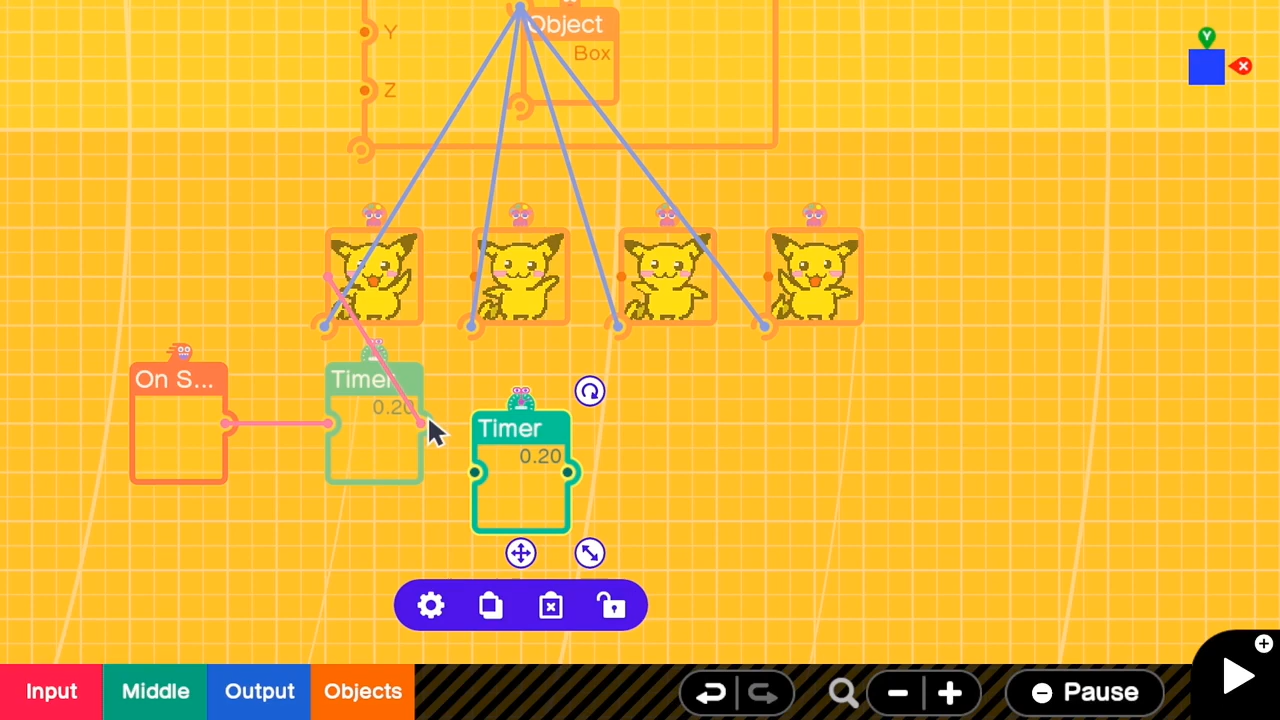 Y
Object
Box
Z
Y
X
On S...
Timer
0.20
Timer
0.20
Input
Middle
Output
Objects
Pause